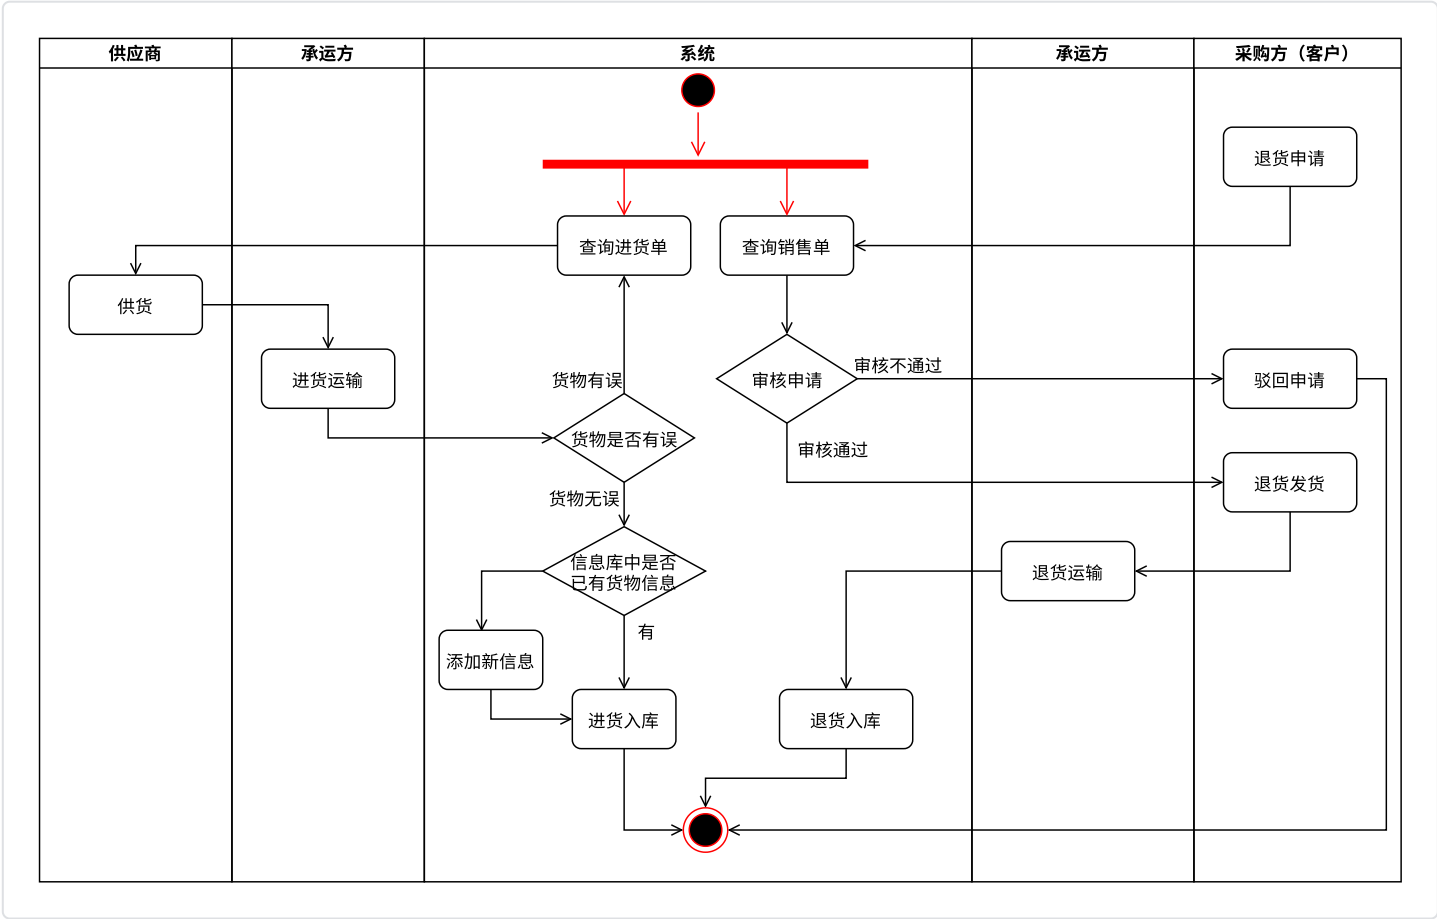 供应商
承运方
系统
承运方
采购方（客户）
退货申请
查询进货单
查询销售单
供货
进货运输
货物有误
审核申请
审核不通过
驳回申请
货物是否有误
审核通过
货物无误
退货发货
信息库中是否
已有货物信息
退货运输
有
添加新信息
进货入库
退货入库